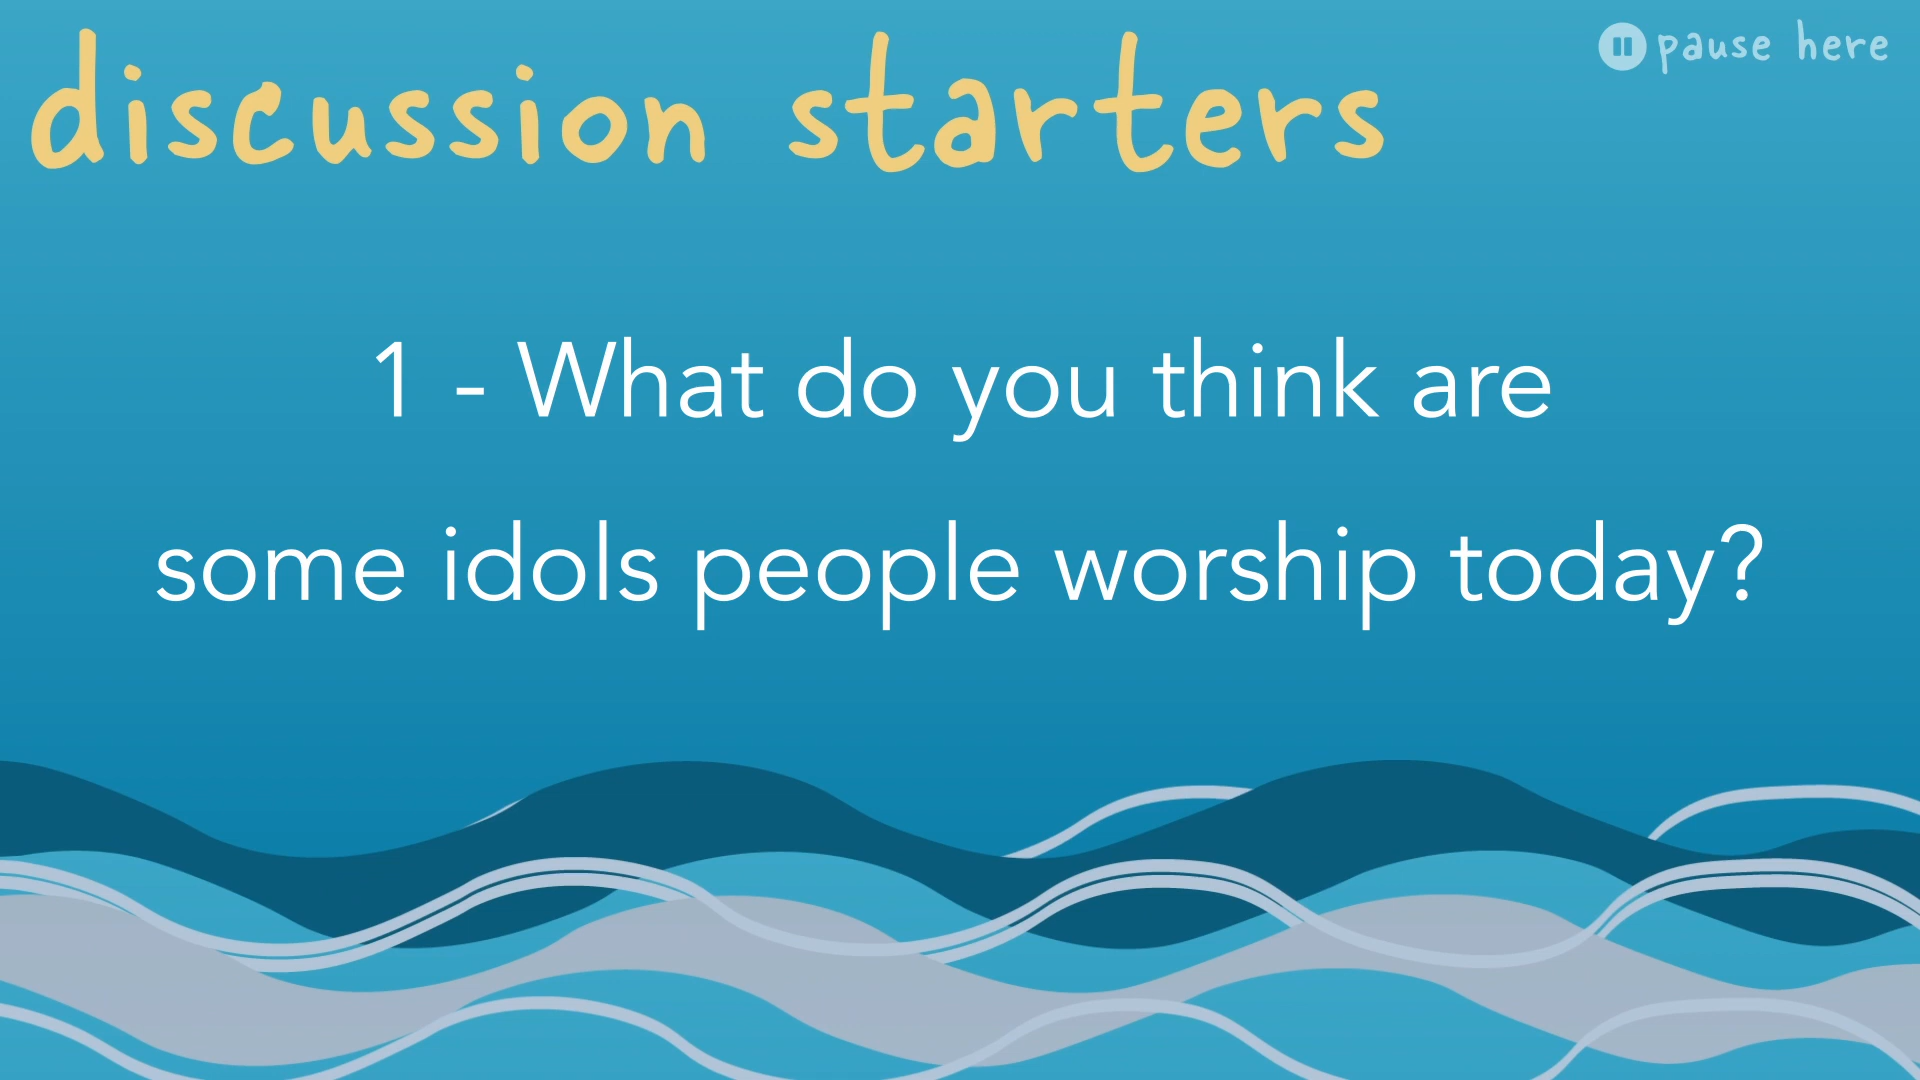 discussion starters
pause here
1 - What do you think are
some idols people worship today?